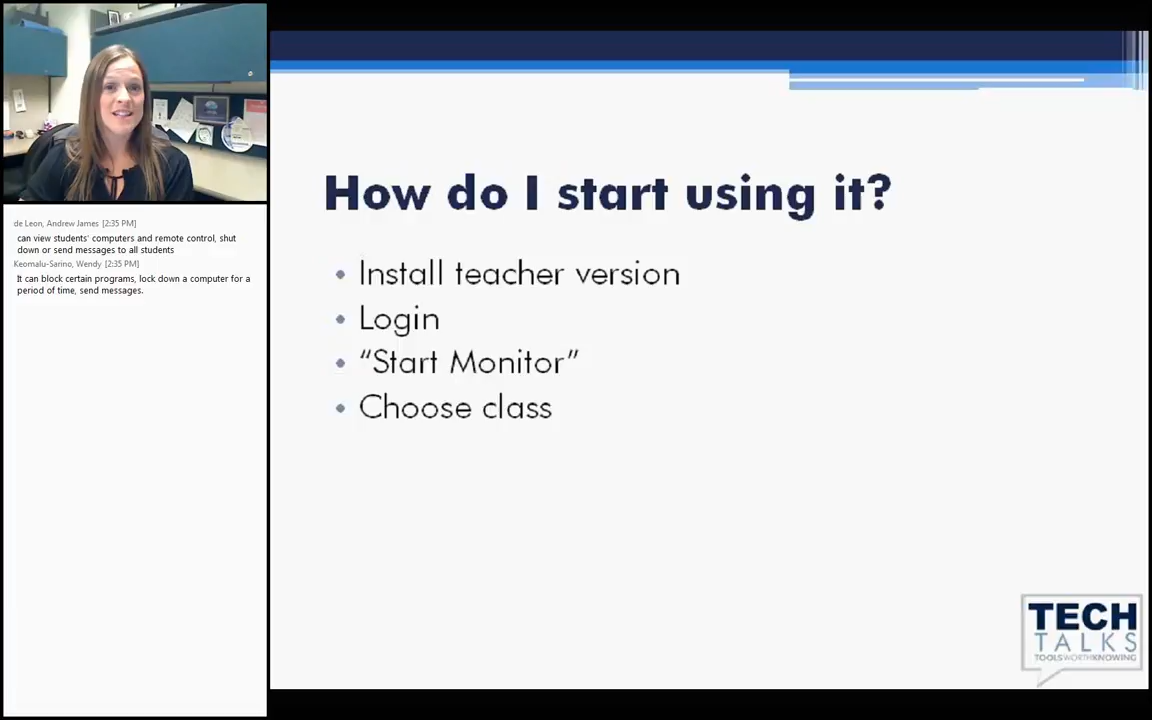 de Leon, Andrew James [2:35 PM]
can view students' computers and remote control, shut
down or send messages to all students
Keomalu-Sarino, Wendy [2:35 PM]
It can block certain programs, lock down a computer for a
period of time, send messages.
How do I start using it?
• Install teacher version
• Login
• “Start Monitor”
• Choose class
TECH
TALKS
TOOLSWORTHKNOWING